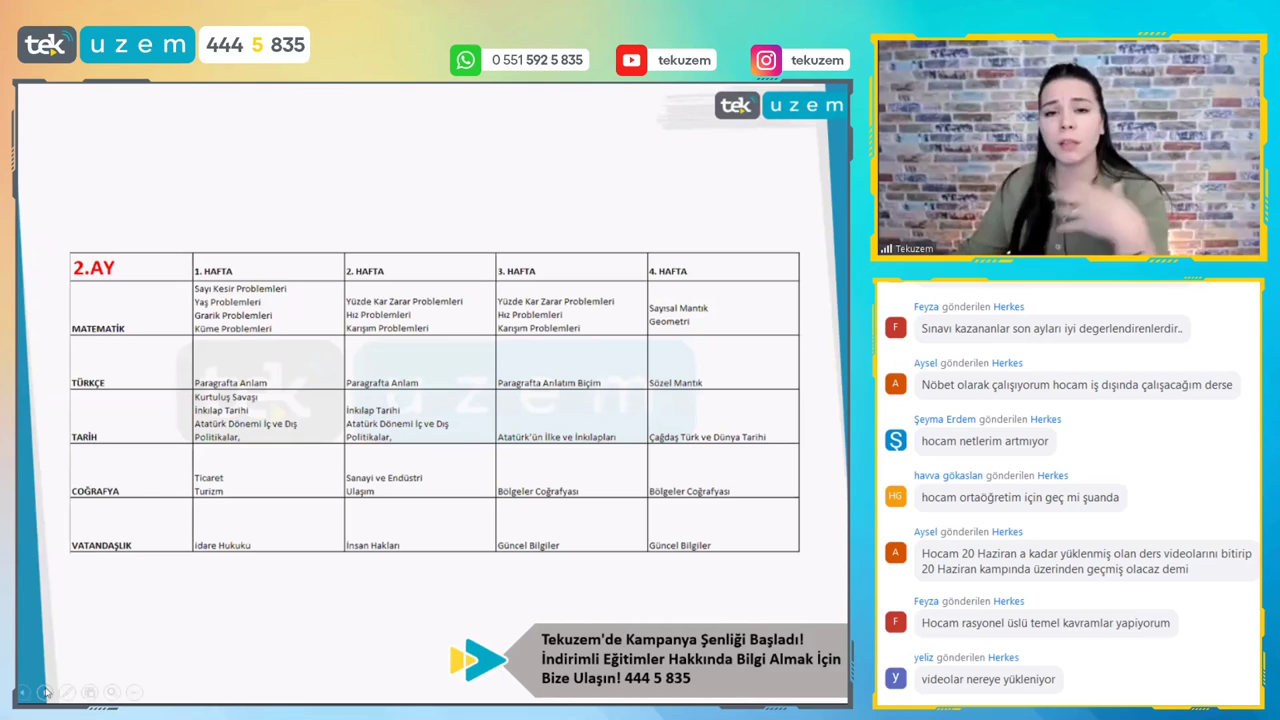 tek uzem 444 5 835
0 551 592 5 835
tekuzem
tekuzem
tek uzem
2.AY 1. HAFTA 2. HAFTA 3. HAFTA 4. HAFTA
MATEMATİK
Sayı Kesir Problemleri
Yaş Problemleri
Grarik Problemleri
Küme Problemleri
Yüzde Kar Zarar Problemleri
Hız Problemleri
Karışım Problemleri
Yüzde Kar Zarar Problemleri
Hız Problemleri
Karışım Problemleri
Sayısal Mantık
Geometri
TÜRKÇE
Paragrafta Anlam
Paragrafta Anlam
Paragrafta Anlatım Biçim
Sözel Mantık
TARİH
Kurtuluş Savaşı
İnkılap Tarihi
Atatürk Dönemi İç ve Dış
Politikalar,
İnkılap Tarihi
Atatürk Dönemi İç ve Dış
Politikalar,
Atatürk'ün İlke ve İnkılapları
Çağdaş Türk ve Dünya Tarihi
COĞRAFYA
Ticaret
Turizm
Sanayi ve Endüstri
Ulaşım
Bölgeler Coğrafyası
Bölgeler Coğrafyası
VATANDAŞLIK
idare Hukuku
İnsan Hakları
Güncel Bilgiler
Güncel Bilgiler
tek uzem
Tekuzem'de Kampanya Şenliği Başladı!
İndirimli Eğitimler Hakkında Bilgi Almak İçin
Bize Ulaşın! 444 5 835
Tekuzem
Feyza gönderilen Herkes
F
Sınavı kazananlar son ayları iyi degerlendirenlerdir..
Aysel gönderilen Herkes
A
Nöbet olarak çalışıyorum hocam iş dışında çalışacağım derse
Şeyma Erdem gönderilen Herkes
Ş
hocam netlerim artmıyor
havva gökaslan gönderilen Herkes
HG
hocam ortaöğretim için geç mi şuanda
Aysel gönderilen Herkes
A
Hocam 20 Haziran a kadar yüklenmiş olan ders videolarını bitirip
20 Haziran kampında üzerinden geçmiş olacaz demi
Feyza gönderilen Herkes
F
Hocam rasyonel üslü temel kavramlar yapiyorum
yeliz gönderilen Herkes
y
videolar nereye yükleniyor